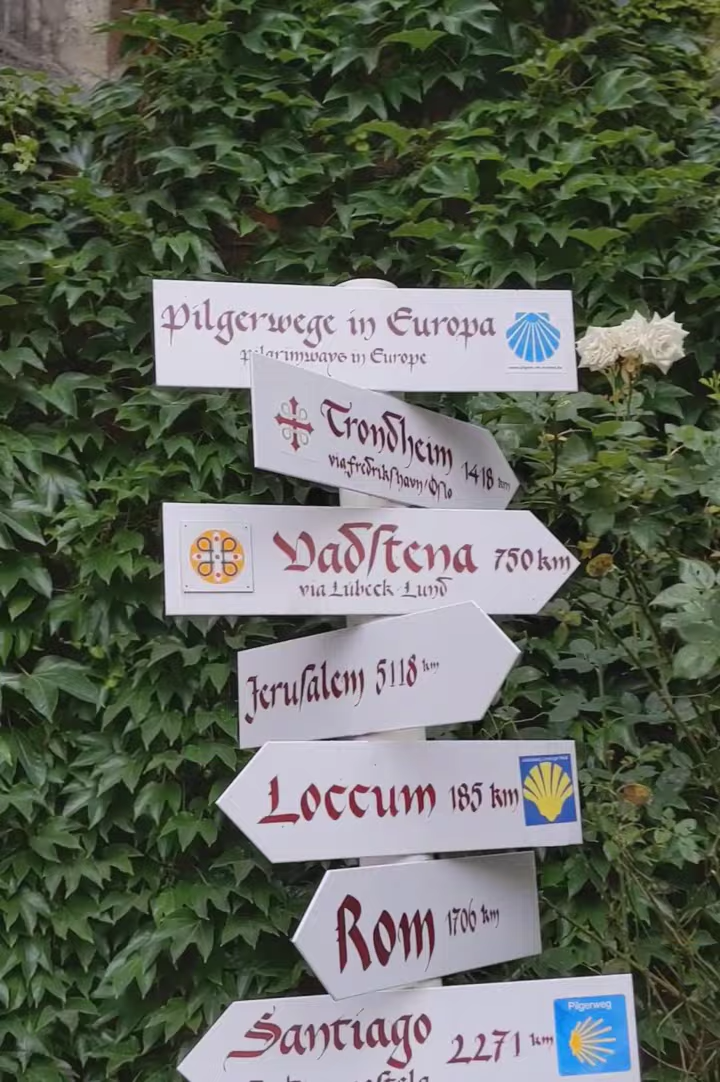 Pilgerwege in Europa
pilgrimways in Europe
Trondheim
via Fredrikshavn/Oslo 1418 km
Vadstena 750 km
via Lübeck-Lund
Jerusalem 5118 km
Loccum 185 km
Rom 1706 km
Pilgerweg
Santiago 2271 km